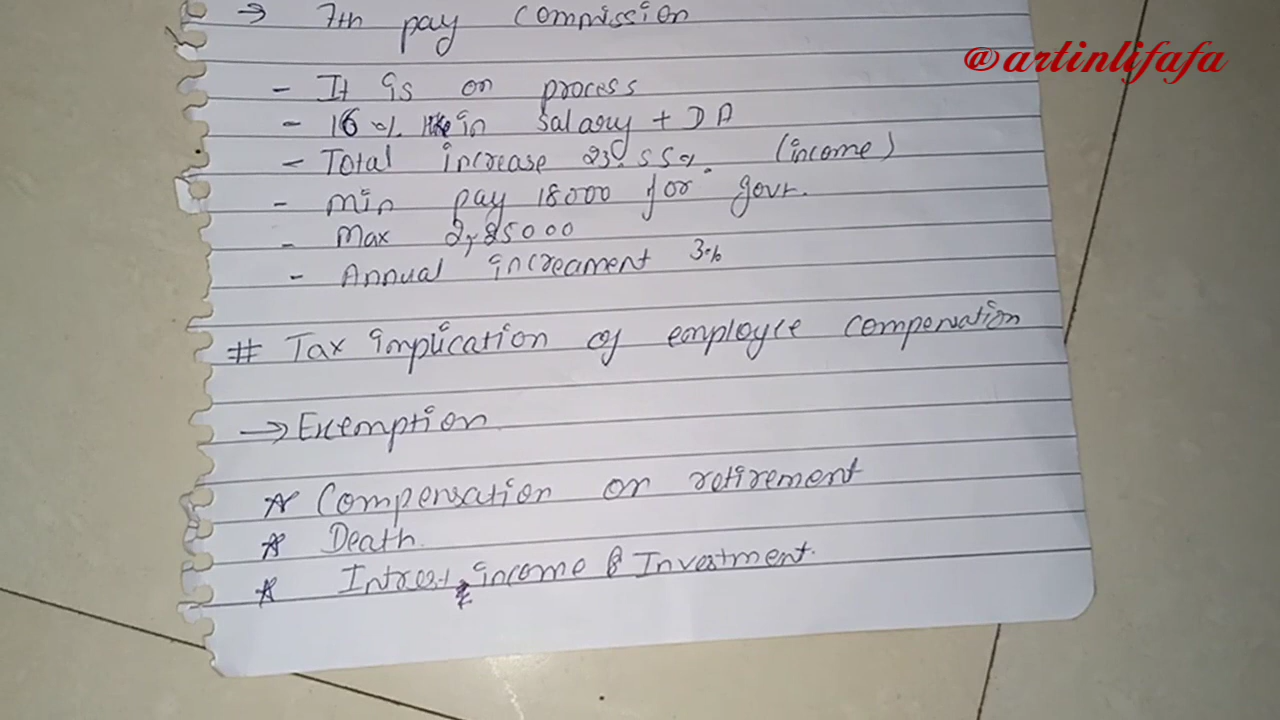 → 7th pay commission
@artinlifafa
- It is on process
- 16 % Hike in salary + DA
- Total increase 23.55% (income)
- Min pay 18000 for govt.
- Max 2,25000
- Annual increament 3%
# Tax implication of employee compensation
→ Exemption
☆ Compensation on retirement
☆ Death.
☆ Intrest, income & Investment.